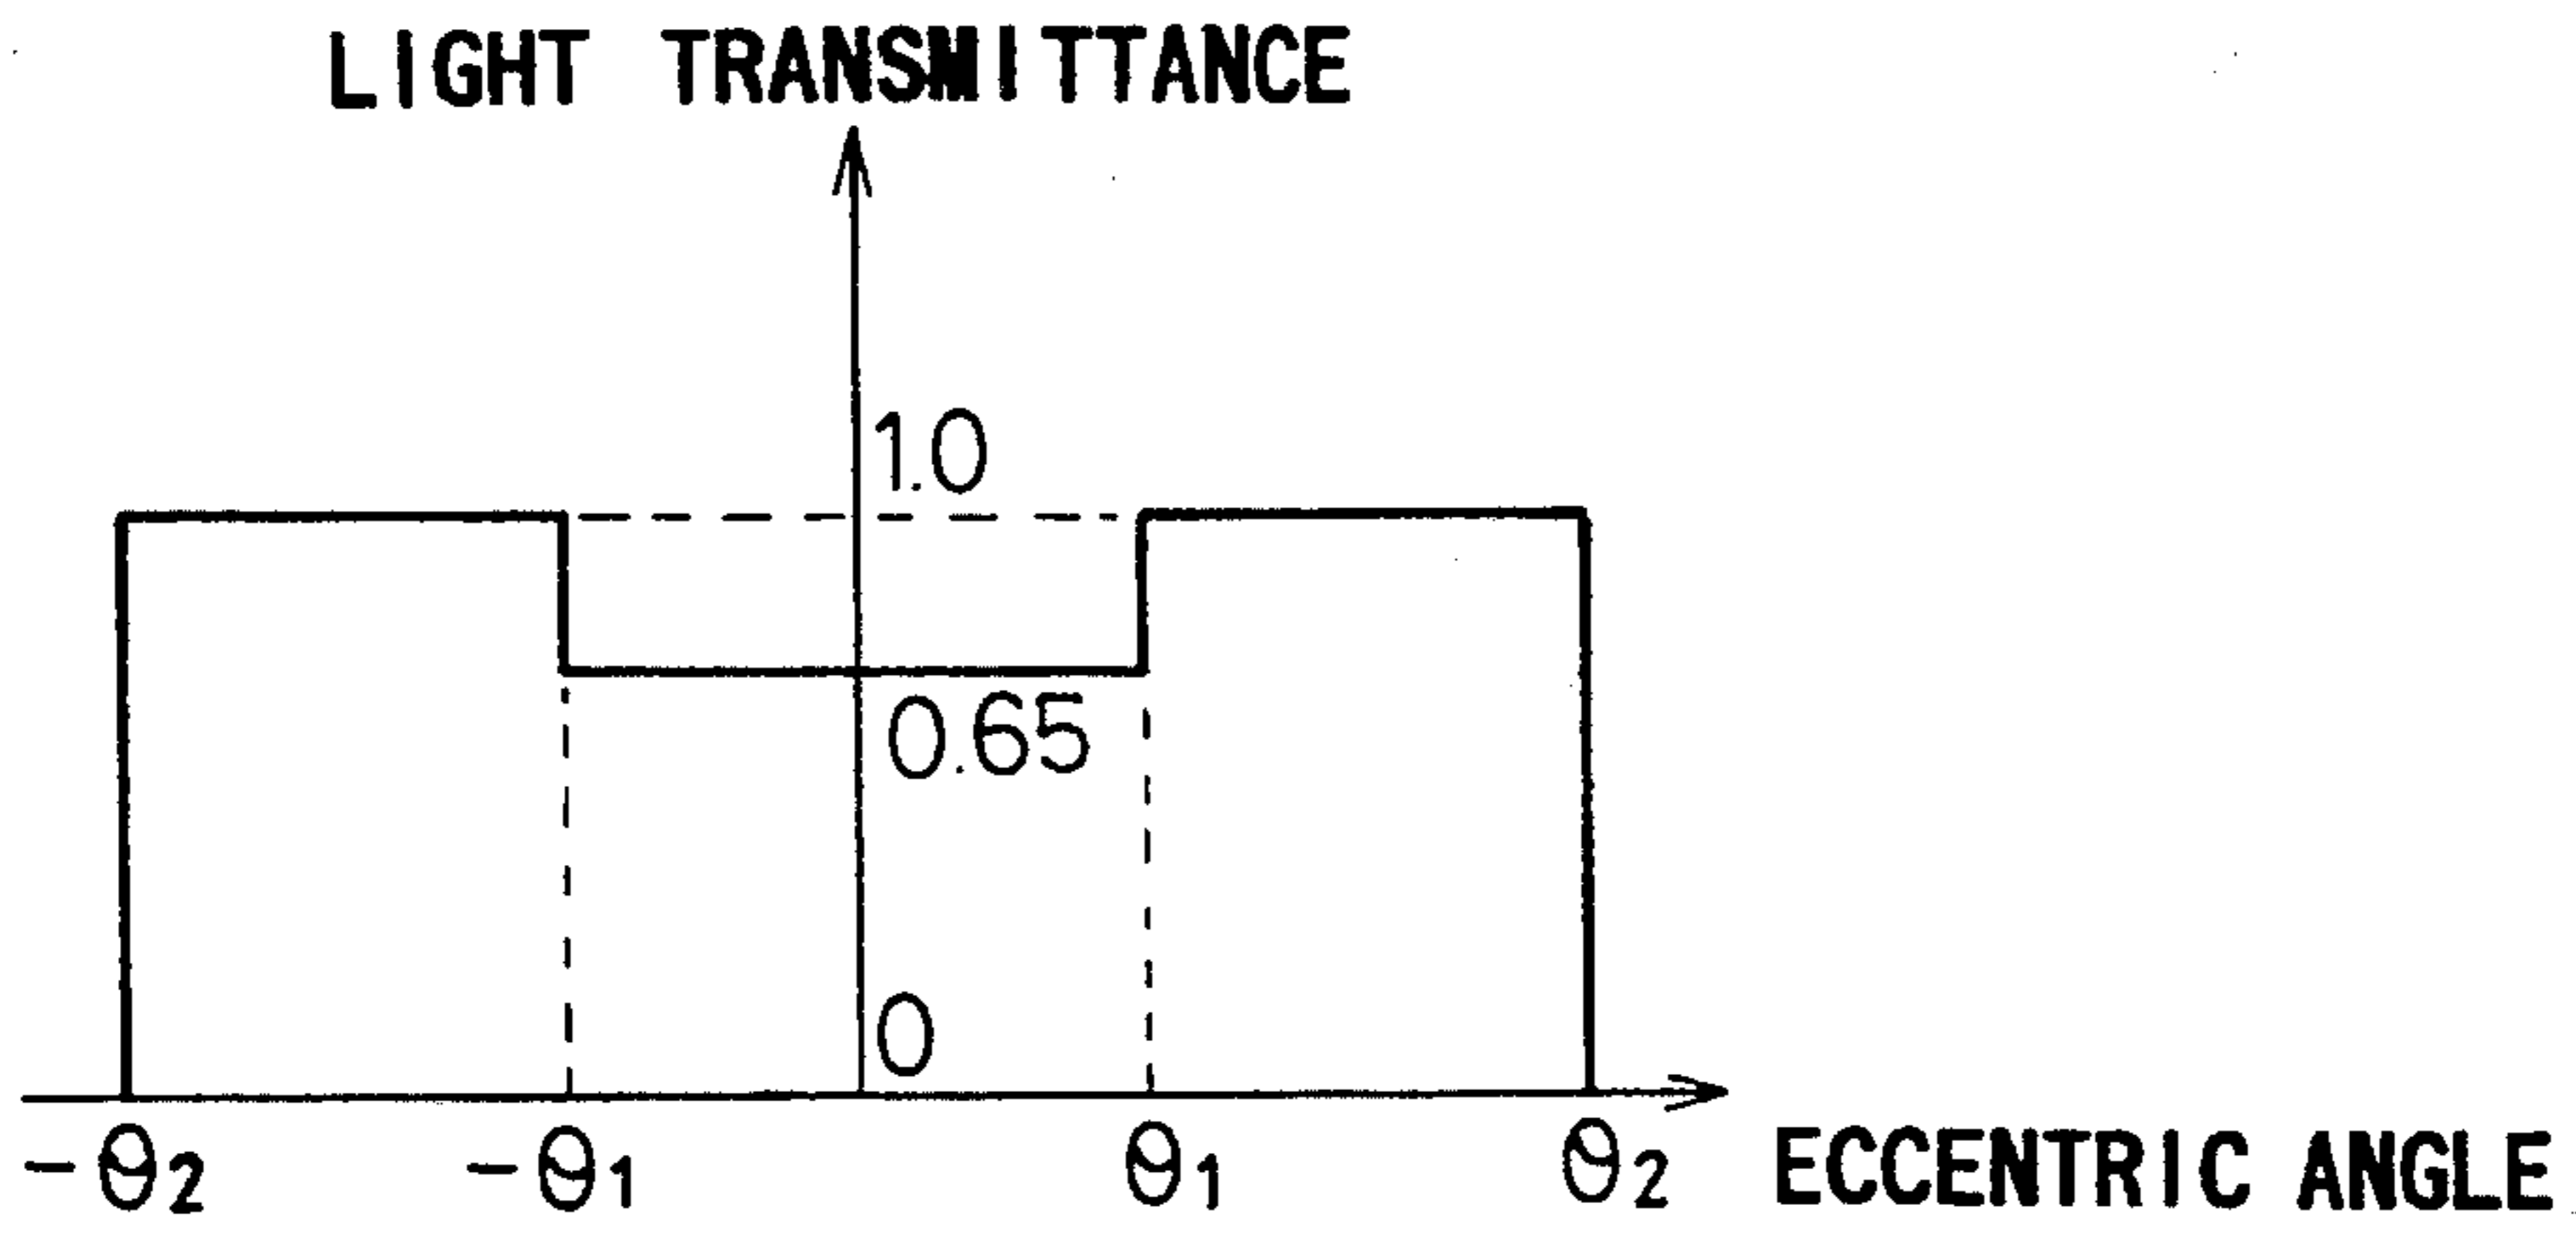 LIGHT TRANSMITTANCE
1.0
0.65
0
-θ2 -θ1 θ1 θ2 ECCENTRIC ANGLE